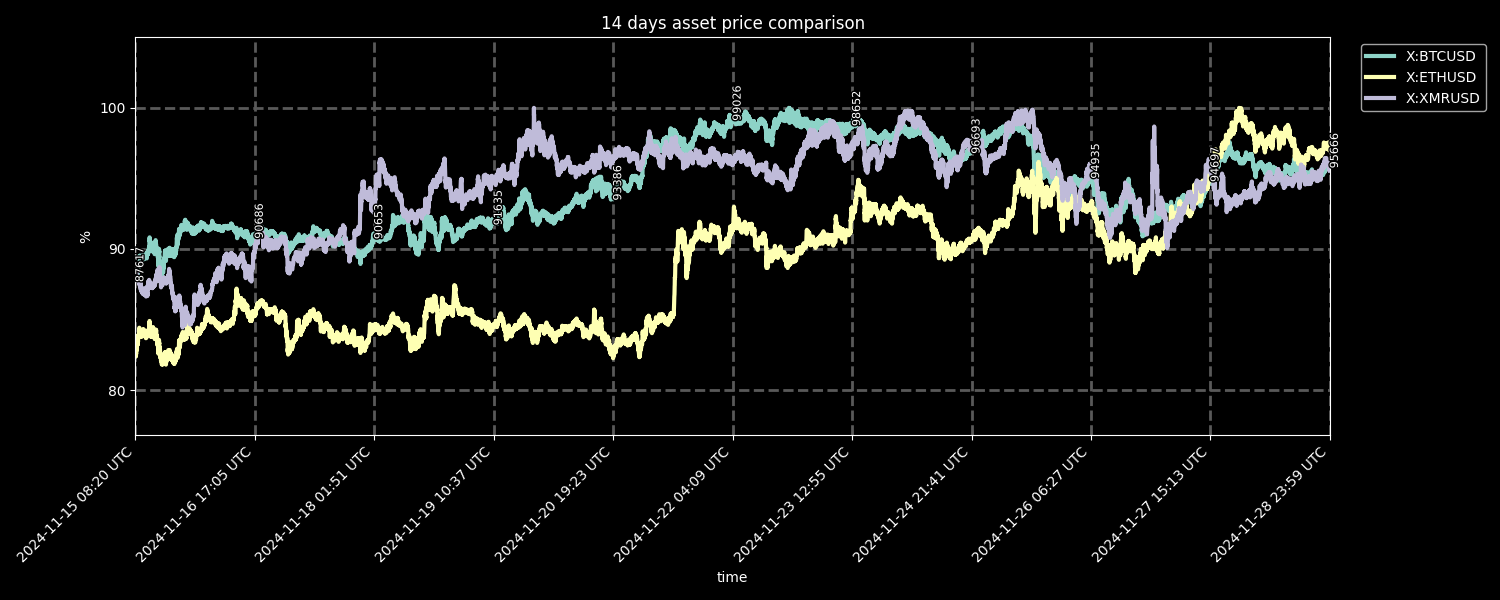 14 days asset price comparison
X:BTCUSD
X:ETHUSD
X:XMRUSD
100
90
80
%
90686
90653
91635
93386
99026
98652
96693
94935
94697
95666
2024-11-15 08:20 UTC
2024-11-16 17:05 UTC
2024-11-18 01:51 UTC
2024-11-19 10:37 UTC
2024-11-20 19:23 UTC
2024-11-22 04:09 UTC
2024-11-23 12:55 UTC
2024-11-24 21:41 UTC
2024-11-26 06:27 UTC
2024-11-27 15:13 UTC
2024-11-28 23:59 UTC
time